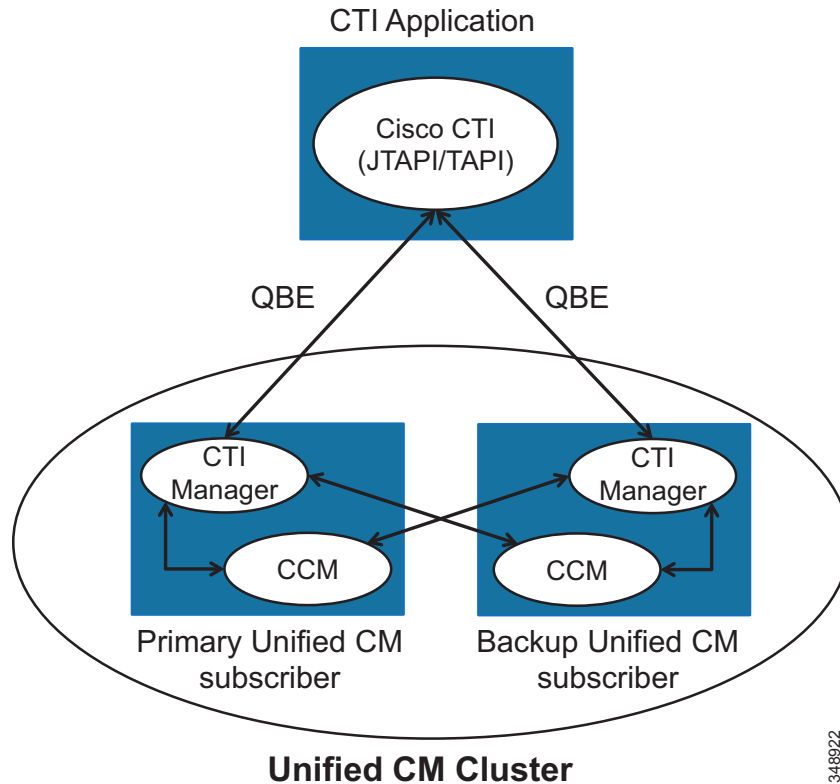 CTI Application
Cisco CTI
(JTAPI/TAPI)
QBE
QBE
CTI
Manager
CTI
Manager
CCM
CCM
Primary Unified CM
subscriber
Backup Unified CM
subscriber
Unified CM Cluster
348922